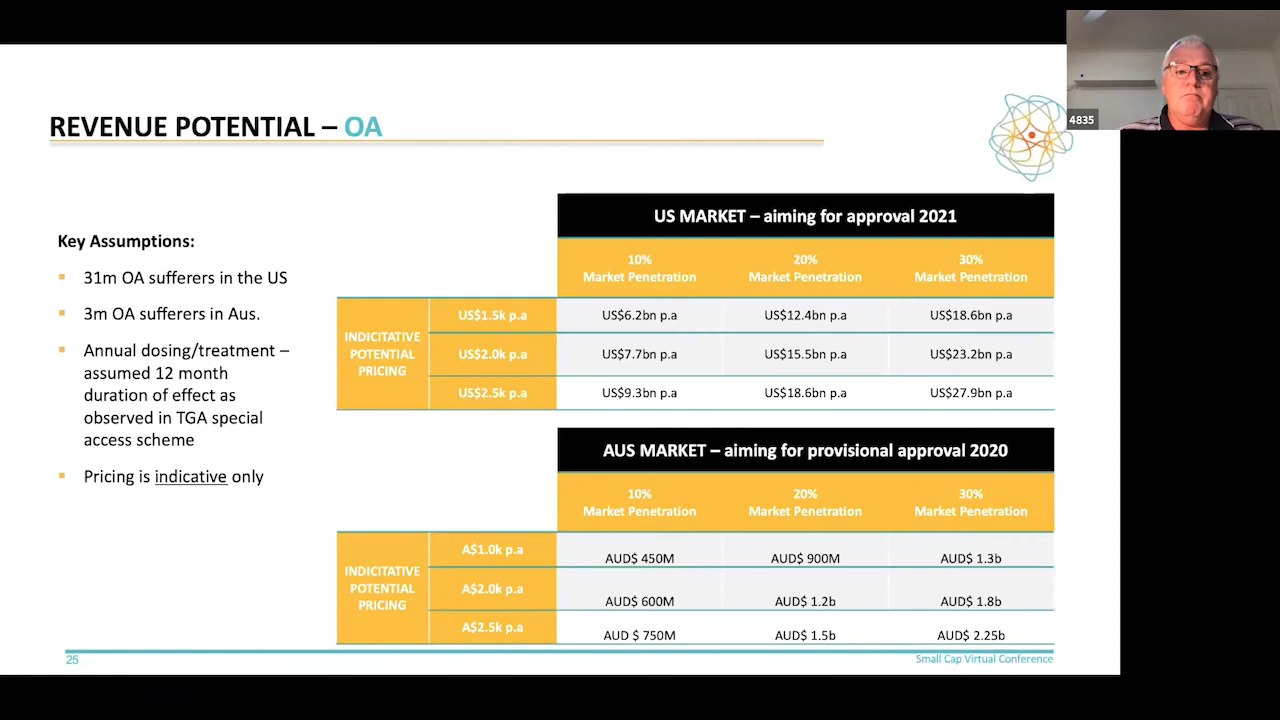 4835
REVENUE POTENTIAL – OA
Key Assumptions:
31m OA sufferers in the US
3m OA sufferers in Aus.
Annual dosing/treatment –
assumed 12 month
duration of effect as
observed in TGA special
access scheme
Pricing is indicative only
US MARKET – aiming for approval 2021
10% 20% 30%
Market Penetration Market Penetration Market Penetration
INDICITATIVE
POTENTIAL
PRICING
US$1.5k p.a US$6.2bn p.a US$12.4bn p.a US$18.6bn p.a
US$2.0k p.a US$7.7bn p.a US$15.5bn p.a US$23.2bn p.a
US$2.5k p.a US$9.3bn p.a US$18.6bn p.a US$27.9bn p.a
AUS MARKET – aiming for provisional approval 2020
10% 20% 30%
Market Penetration Market Penetration Market Penetration
INDICITATIVE
POTENTIAL
PRICING
A$1.0k p.a AUD$ 450M AUD$ 900M AUD$ 1.3b
A$2.0k p.a AUD$ 600M AUD$ 1.2b AUD$ 1.8b
A$2.5k p.a AUD $ 750M AUD$ 1.5b AUD$ 2.25b
25
Small Cap Virtual Conference